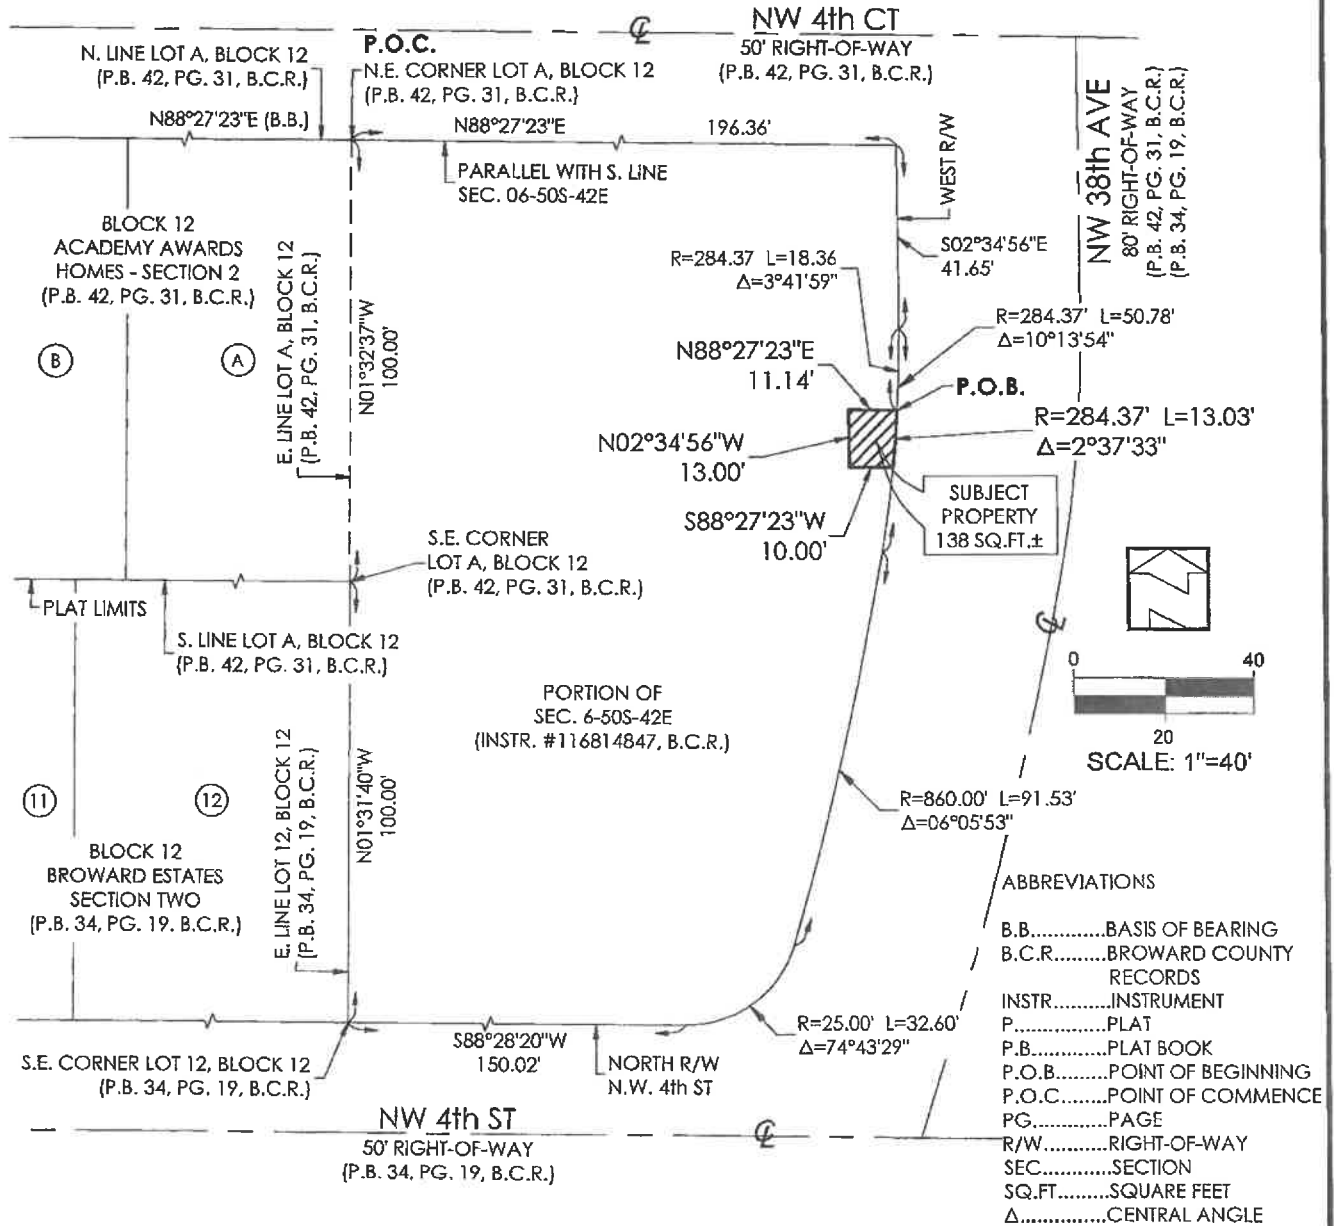 NW 4th CT
50' RIGHT-OF-WAY
(P.B. 42, PG. 31, B.C.R.)
N. LINE LOT A, BLOCK 12
(P.B. 42, PG. 31, B.C.R.)
N88°27'23"E (B.B.)
P.O.C.
N.E. CORNER LOT A, BLOCK 12
(P.B. 42, PG. 31, B.C.R.)
N88°27'23"E
196.36'
PARALLEL WITH S. LINE
SEC. 06-50S-42E
WEST R/W
NW 38th AVE
80' RIGHT-OF-WAY
(P.B. 42, PG. 31, B.C.R.)
(P.B. 34, PG. 19, B.C.R.)
BLOCK 12
ACADEMY AWARDS
HOMES - SECTION 2
(P.B. 42, PG. 31, B.C.R.)
B
A
E. LINE LOT A, BLOCK 12
(P.B. 42, PG. 31, B.C.R.)
N01°32'37"W
100.00'
S02°34'56"E
41.65'
R=284.37 L=18.36
Δ=3°41'59"
R=284.37' L=50.78'
Δ=10°13'54"
N88°27'23"E
11.14'
P.O.B.
R=284.37' L=13.03'
Δ=2°37'33"
N02°34'56"W
13.00'
S88°27'23"W
10.00'
SUBJECT
PROPERTY
138 SQ.FT.±
S.E. CORNER
LOT A, BLOCK 12
(P.B. 42, PG. 31, B.C.R.)
PLAT LIMITS
S. LINE LOT A, BLOCK 12
(P.B. 42, PG. 31, B.C.R.)
PORTION OF
SEC. 6-50S-42E
(INSTR. #116814847, B.C.R.)
0
40
20
SCALE: 1"=40'
11
12
E. LINE LOT 12, BLOCK 12
(P.B. 34, PG. 19, B.C.R.)
N01°31'40"W
100.00'
BLOCK 12
BROWARD ESTATES
SECTION TWO
(P.B. 34, PG. 19. B.C.R.)
R=860.00' L=91.53'
Δ=06°05'53"
R=25.00' L=32.60'
Δ=74°43'29"
S88°28'20"W
150.02'
NORTH R/W
N.W. 4th ST
S.E. CORNER LOT 12, BLOCK 12
(P.B. 34, PG. 19, B.C.R.)
NW 4th ST
50' RIGHT-OF-WAY
(P.B. 34, PG. 19, B.C.R.)
ABBREVIATIONS
B.B.............BASIS OF BEARING
B.C.R.........BROWARD COUNTY
RECORDS
INSTR..........INSTRUMENT
P................PLAT
P.B.............PLAT BOOK
P.O.B.........POINT OF BEGINNING
P.O.C........POINT OF COMMENCE
PG.............PAGE
R/W...........RIGHT-OF-WAY
SEC............SECTION
SQ.FT.........SQUARE FEET
Δ...............CENTRAL ANGLE